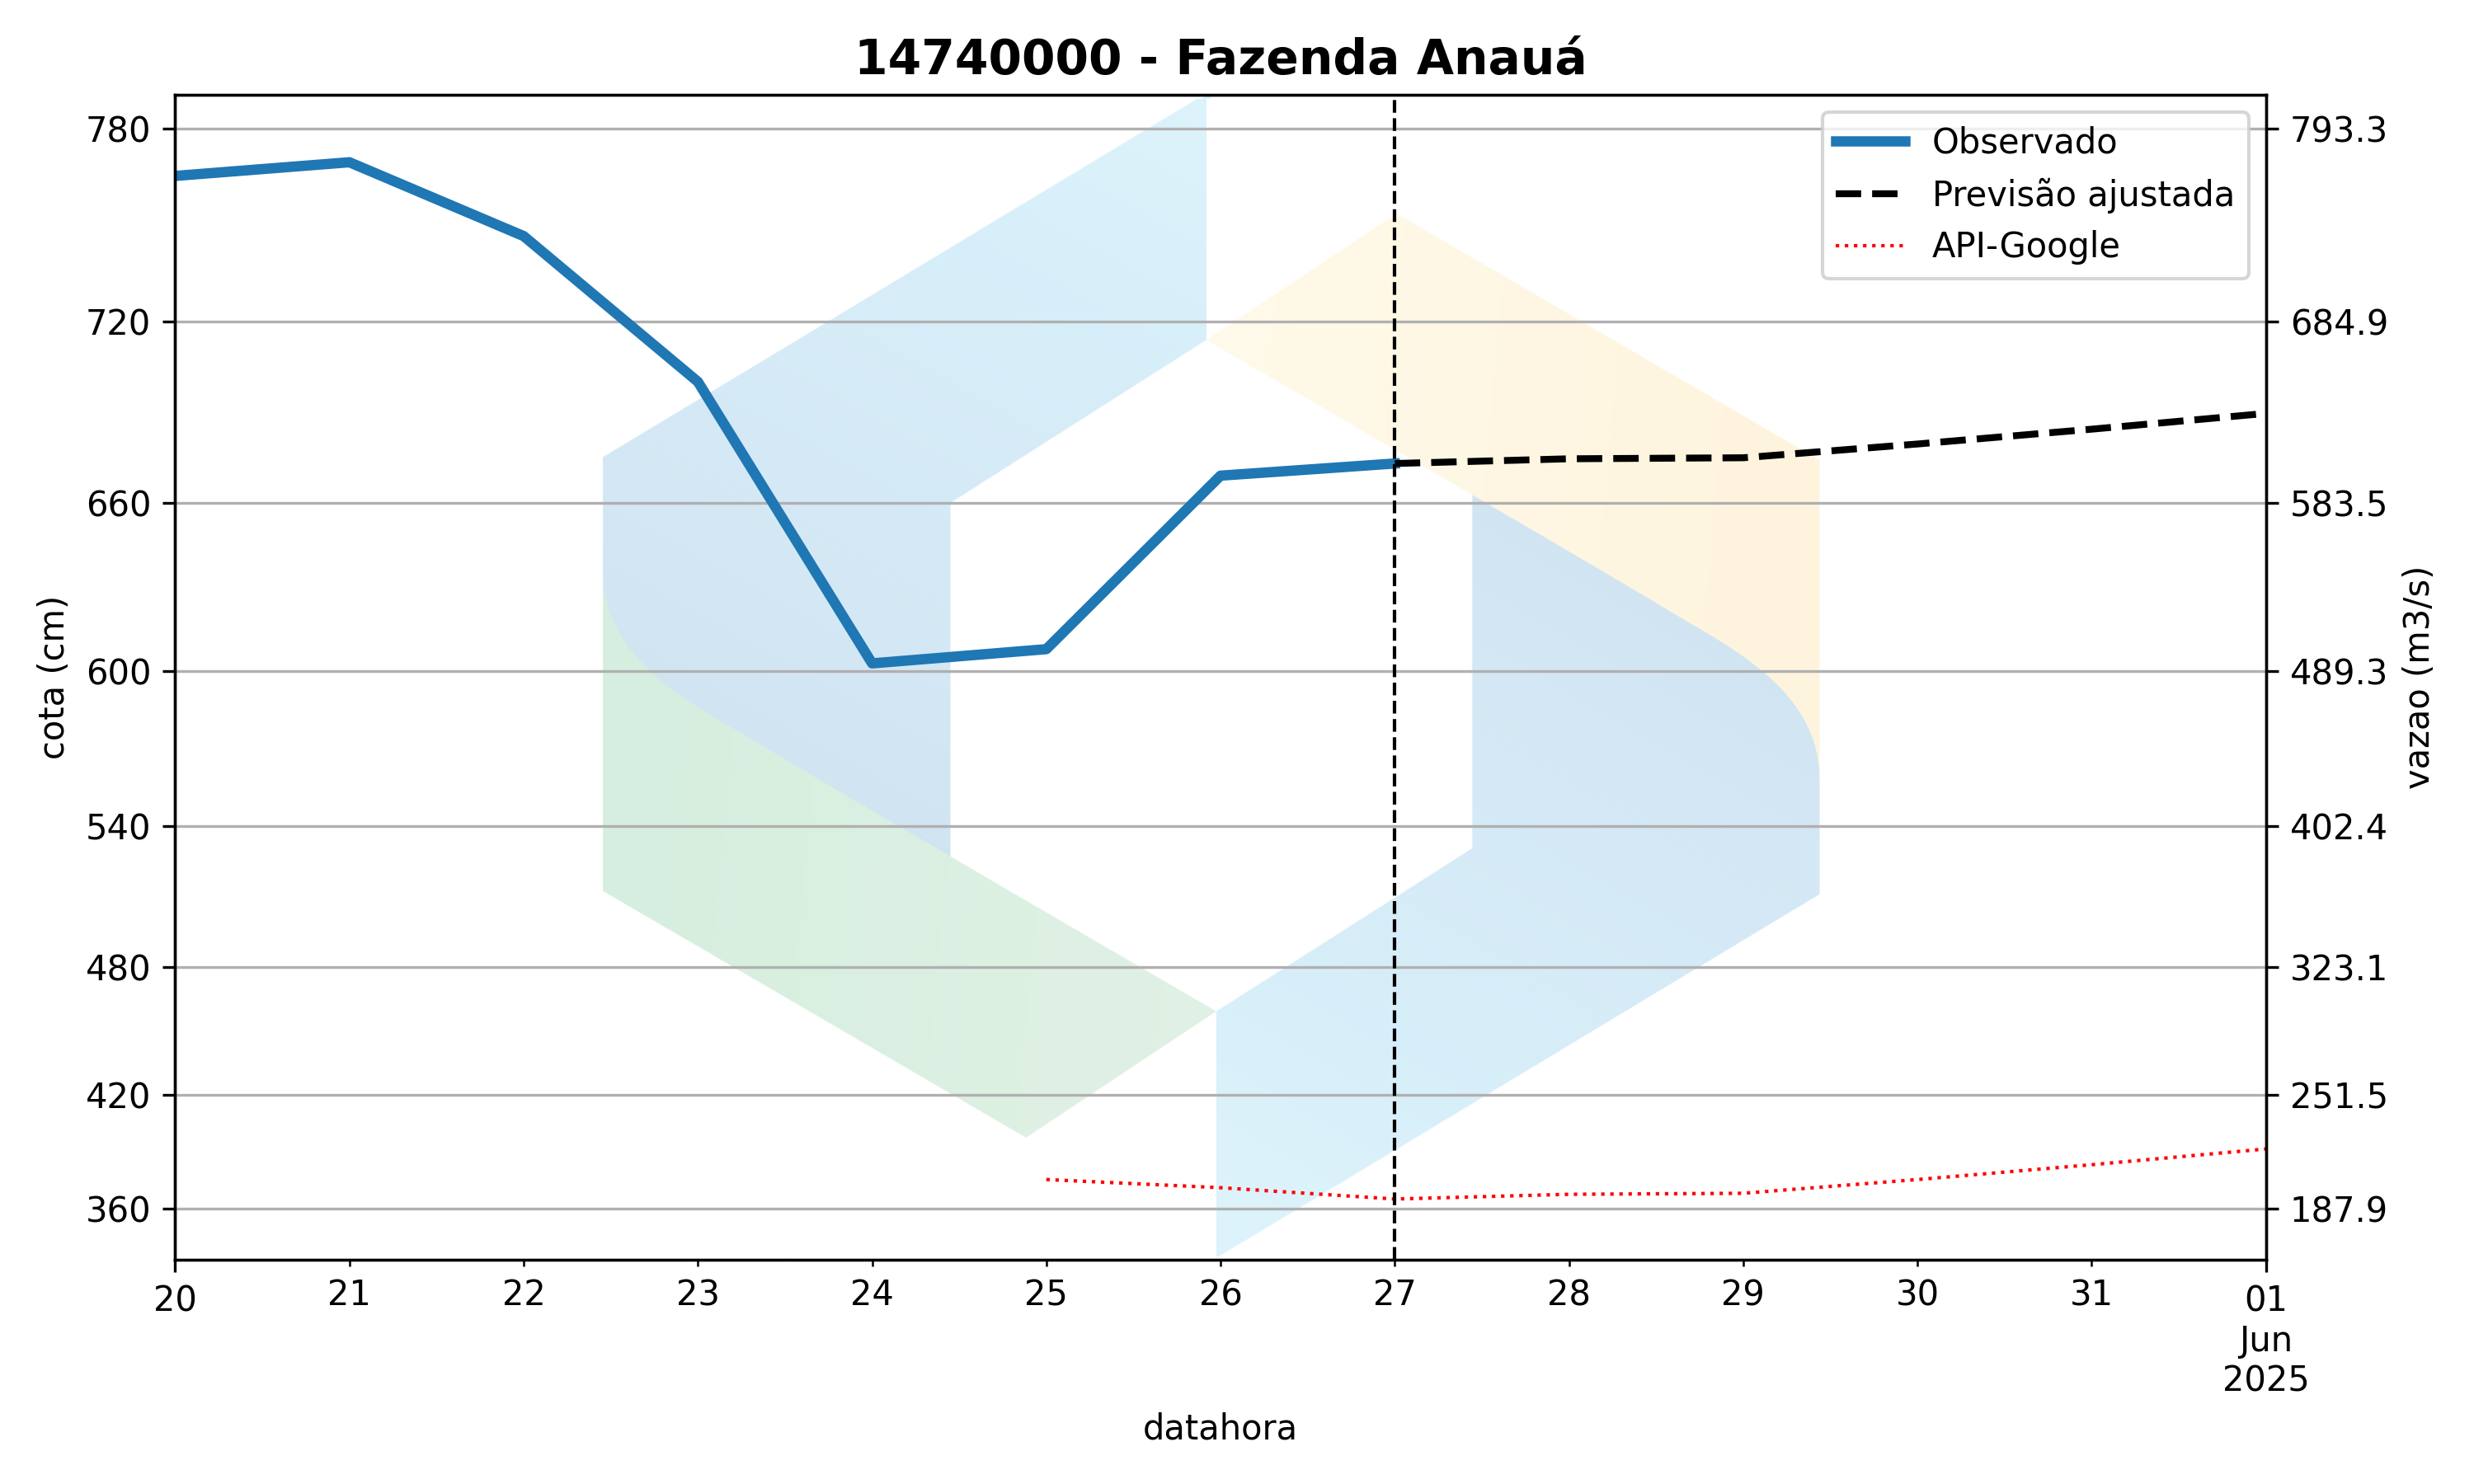 14740000 - Fazenda Anauá
Observado
Previsão ajustada
API-Google
cota (cm)
780
720
660
600
540
480
420
360
793.3
684.9
583.5
489.3
402.4
323.1
251.5
187.9
vazao (m3/s)
20 21 22 23 24 25 26 27 28 29 30 31 01
Jun
2025
datahora